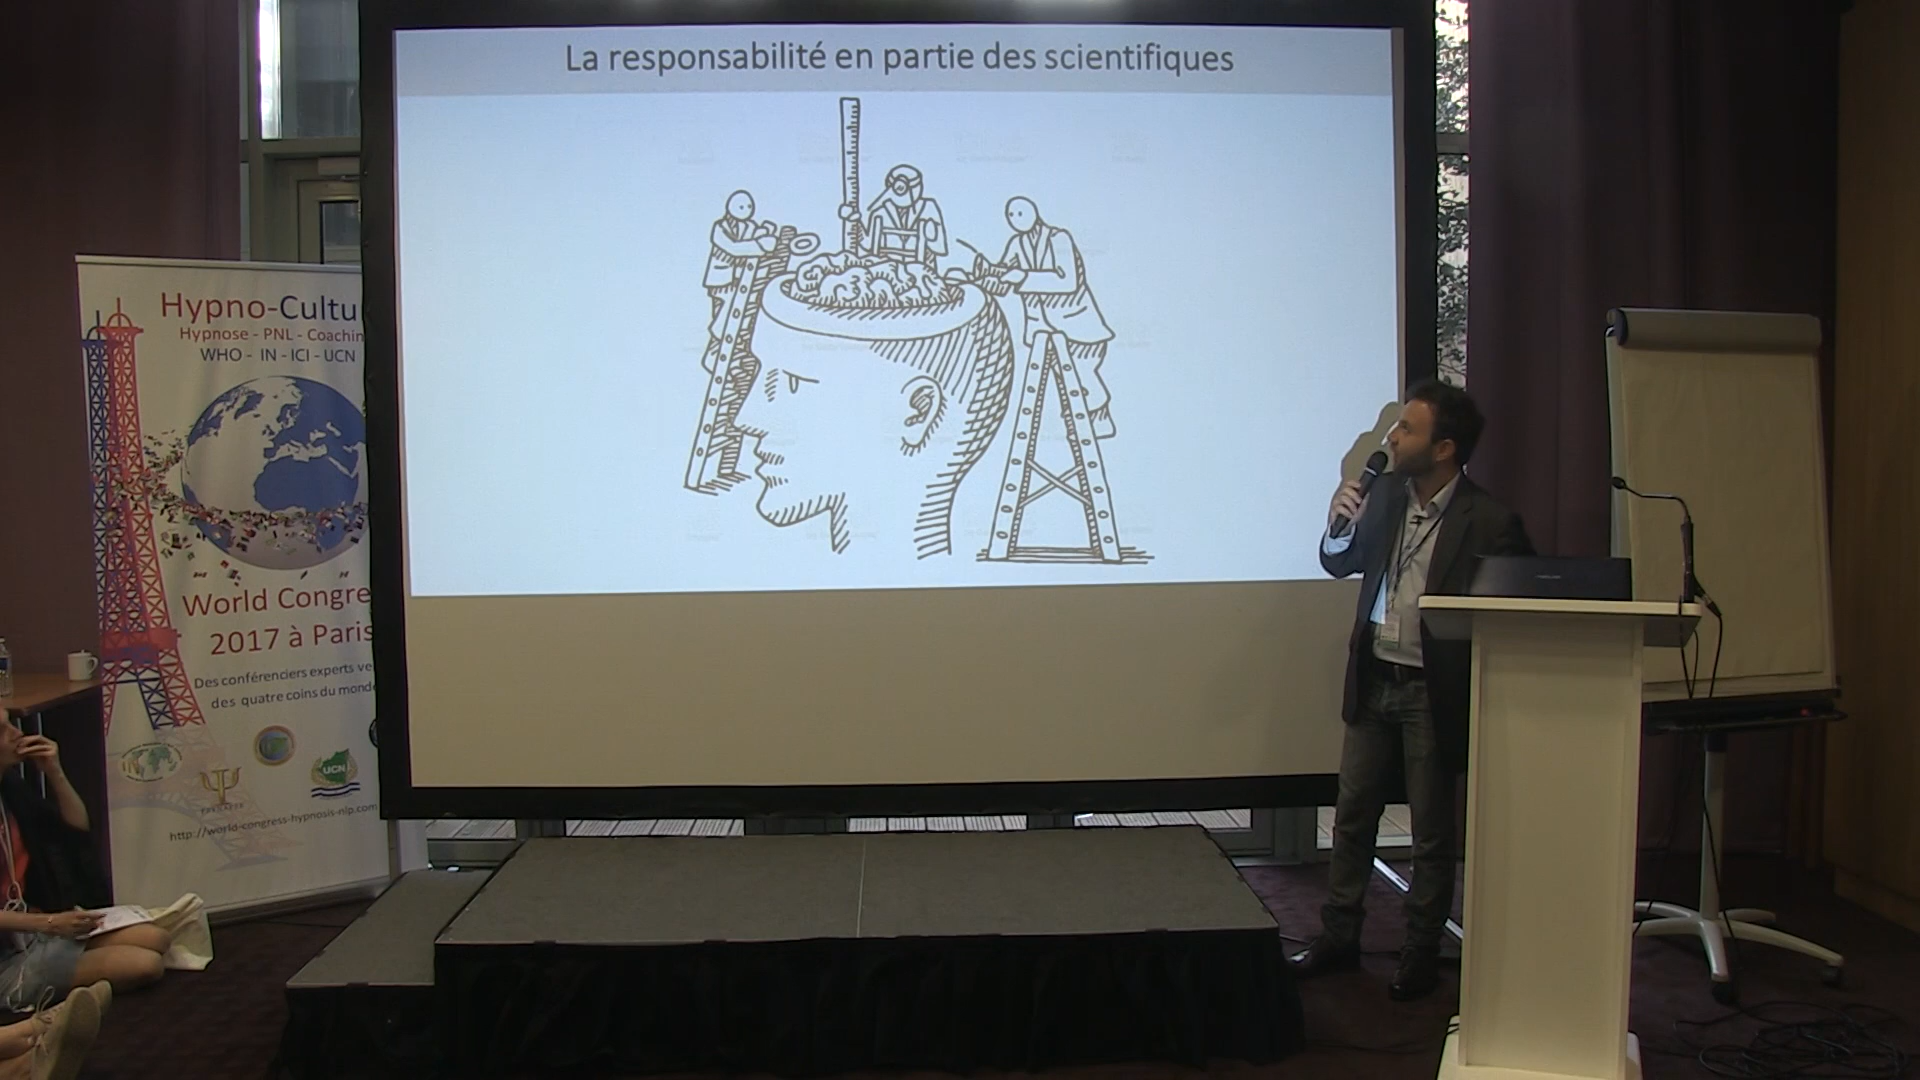 La responsabilité en partie des scientifiques
Hypno-Cultu
Hypnose - PNL - Coachin
WHO - IN - ICI - UCN
World Congre
2017 à Paris
Des conférenciers experts ve
des quatre coins du monde
UCN
http://world-congress-hypnosis-nlp.com